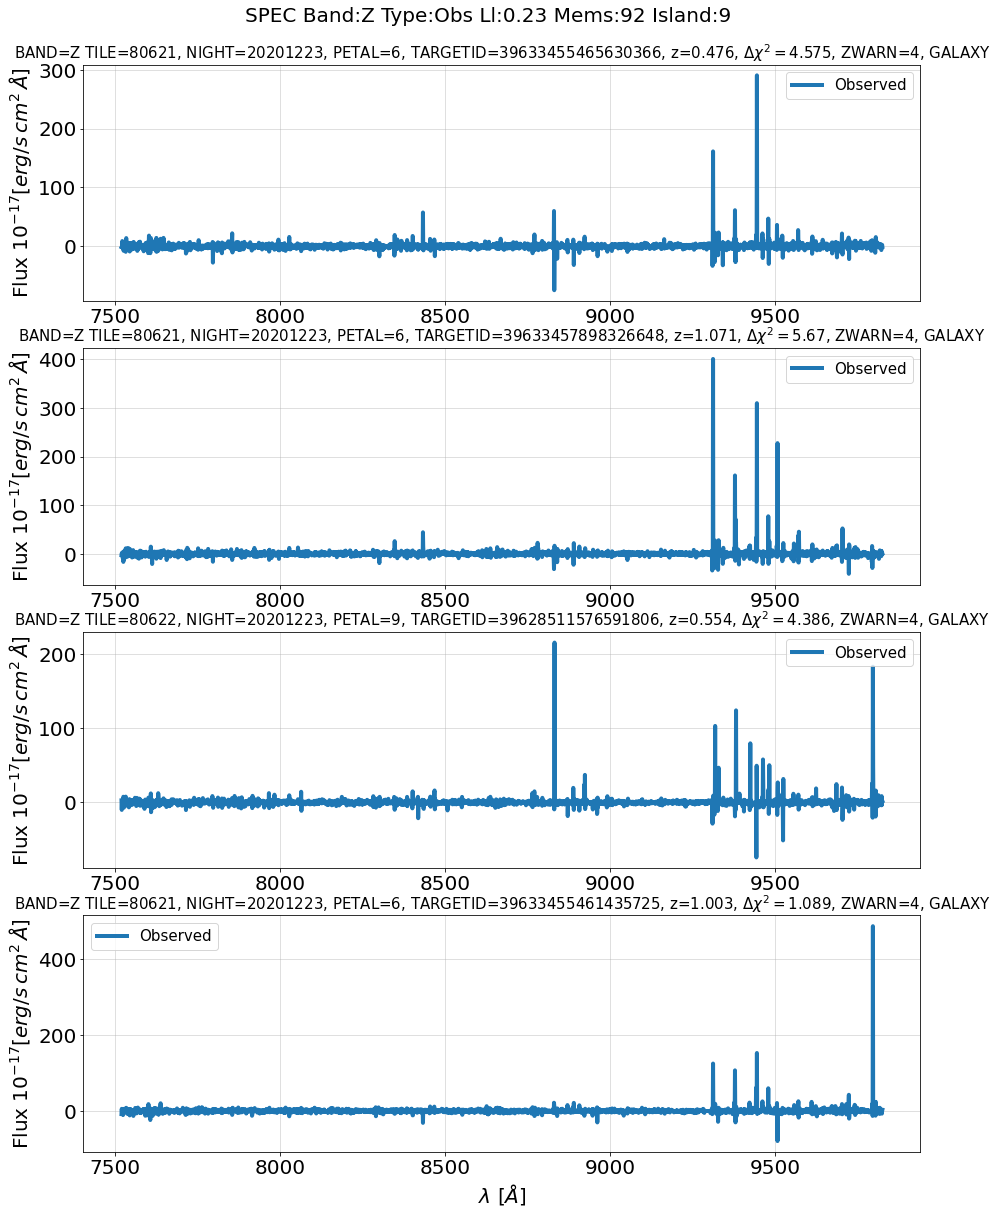 SPEC Band:Z Type:Obs Ll:0.23 Mems:92 Island:9
BAND=Z TILE=80621, NIGHT=20201223, PETAL=6, TARGETID=39633455465630366, z=0.476, Δχ² = 4.575, ZWARN=4, GALAXY
Flux 10⁻¹⁷[erg/s cm² Å]
300
200
100
0
Observed
7500 8000 8500 9000 9500
BAND=Z TILE=80621, NIGHT=20201223, PETAL=6, TARGETID=39633457898326648, z=1.071, Δχ² = 5.67, ZWARN=4, GALAXY
Flux 10⁻¹⁷[erg/s cm² Å]
400
300
200
100
0
Observed
7500 8000 8500 9000 9500
BAND=Z TILE=80622, NIGHT=20201223, PETAL=9, TARGETID=39628511576591806, z=0.554, Δχ² = 4.386, ZWARN=4, GALAXY
Flux 10⁻¹⁷[erg/s cm² Å]
200
100
0
Observed
7500 8000 8500 9000 9500
BAND=Z TILE=80621, NIGHT=20201223, PETAL=6, TARGETID=39633455461435725, z=1.003, Δχ² = 1.089, ZWARN=4, GALAXY
Flux 10⁻¹⁷[erg/s cm² Å]
400
200
0
Observed
7500 8000 8500 9000 9500
λ [Å]